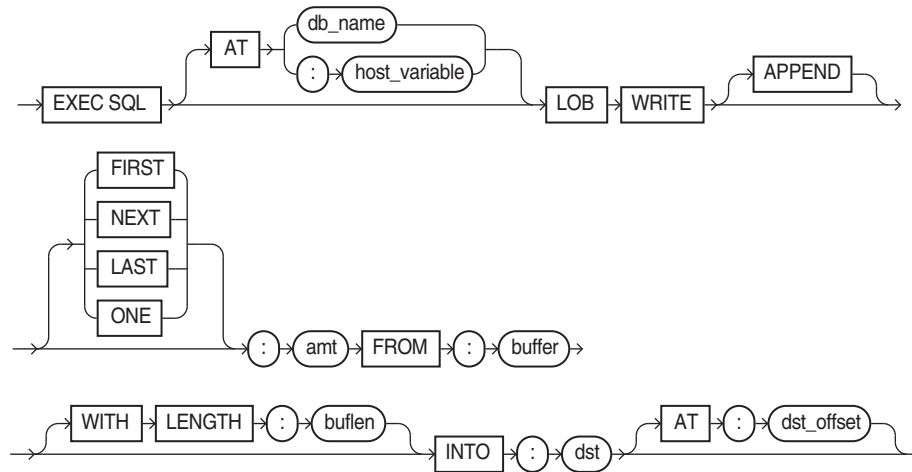 db_name
AT
: host_variable
EXEC SQL LOB WRITE APPEND
FIRST
NEXT
LAST
ONE
: amt FROM : buffer
WITH LENGTH : buflen INTO : dst AT : dst_offset